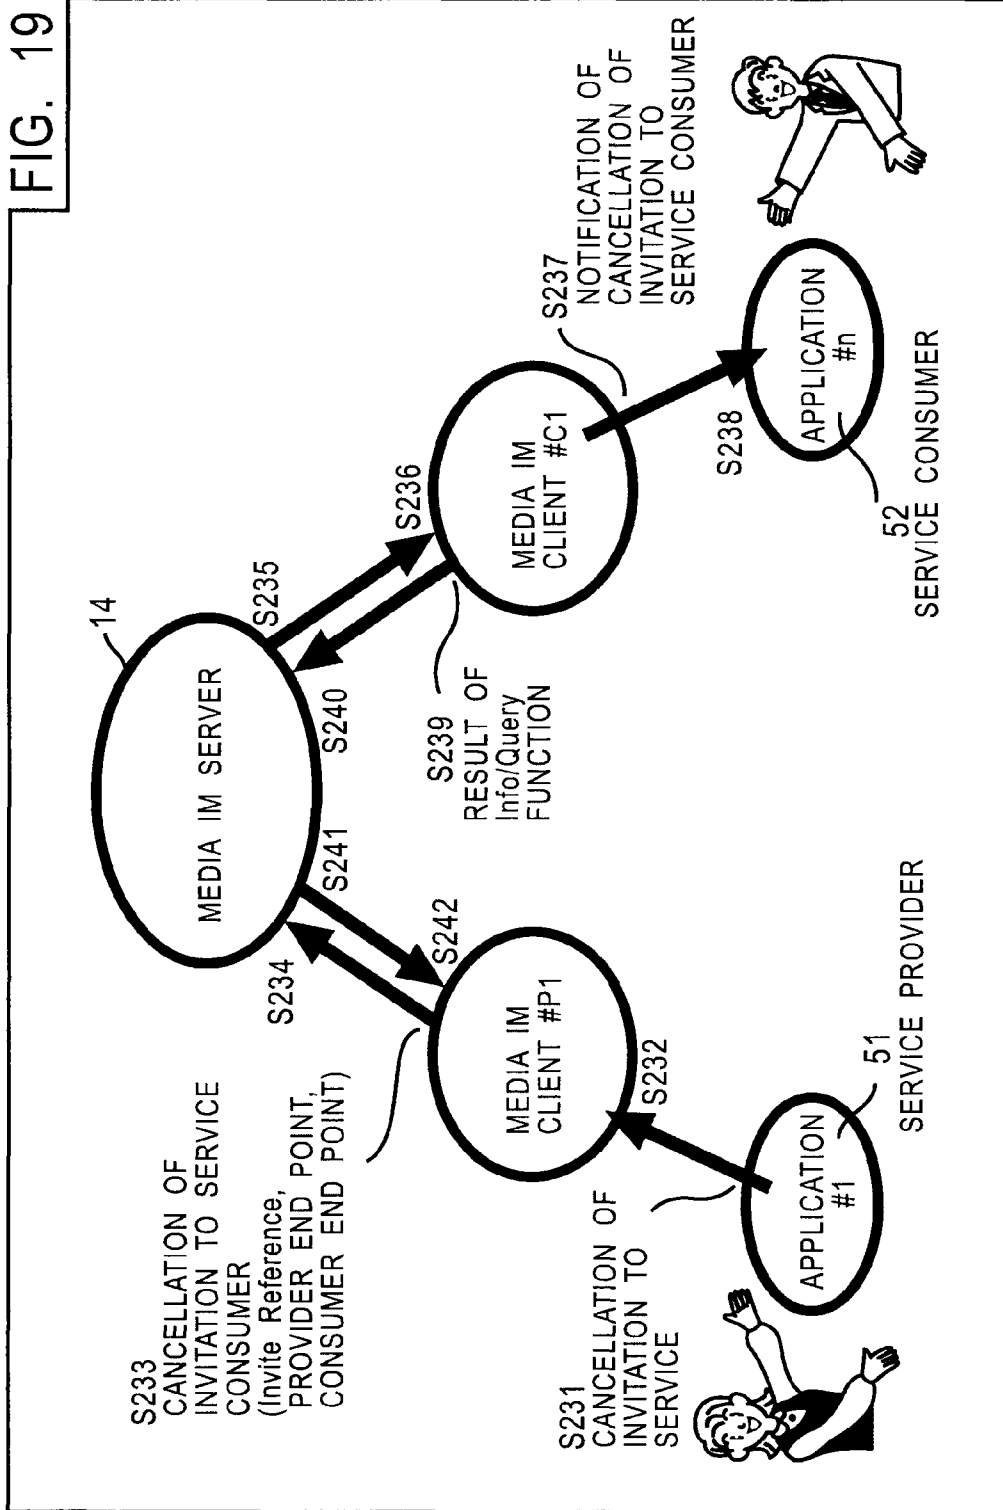 FIG. 19
14
MEDIA IM SERVER
S233
CANCELLATION OF
INVITATION TO SERVICE
CONSUMER
(Invite Reference,
PROVIDER END POINT,
CONSUMER END POINT)
S234
S241
S240
S235
S242
S239
RESULT OF
Info/Query
FUNCTION
S236
MEDIA IM
CLIENT #P1
MEDIA IM
CLIENT #C1
S231
CANCELLATION OF
INVITATION TO
SERVICE
S232
S237
NOTIFICATION OF
CANCELLATION OF
INVITATION TO
SERVICE CONSUMER
S238
APPLICATION
#1
51
SERVICE PROVIDER
APPLICATION
#n
52
SERVICE CONSUMER